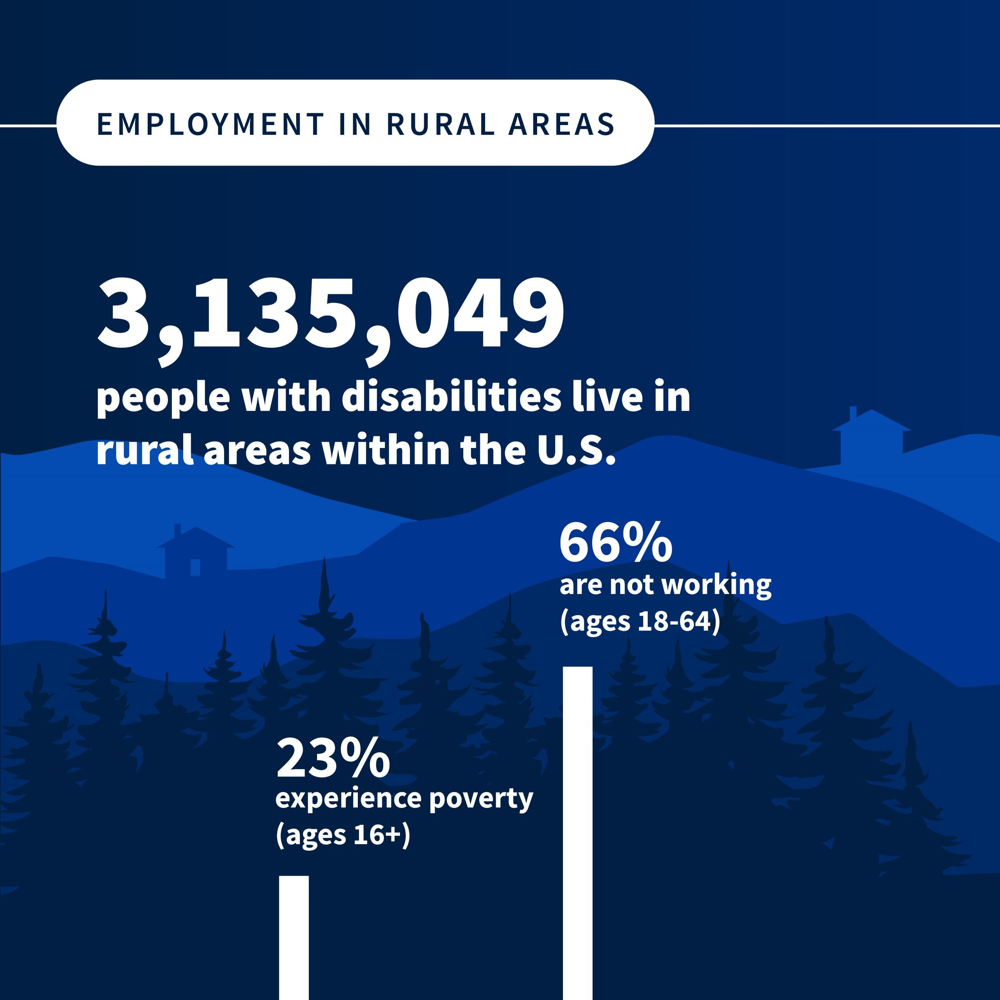 EMPLOYMENT IN RURAL AREAS
3,135,049
people with disabilities live in
rural areas within the U.S.
66%
are not working
(ages 18-64)
23%
experience poverty
(ages 16+)